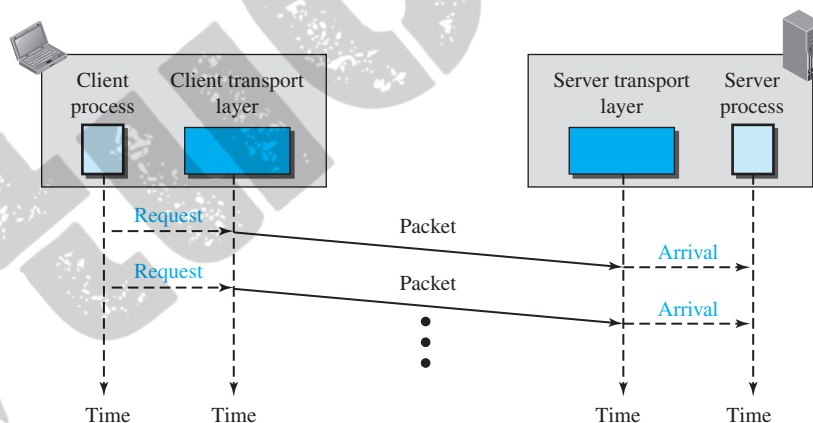 Client process
Client transport layer
Server transport layer
Server process
Request
Packet
Arrival
Request
Packet
Arrival
Time
Time
Time
Time